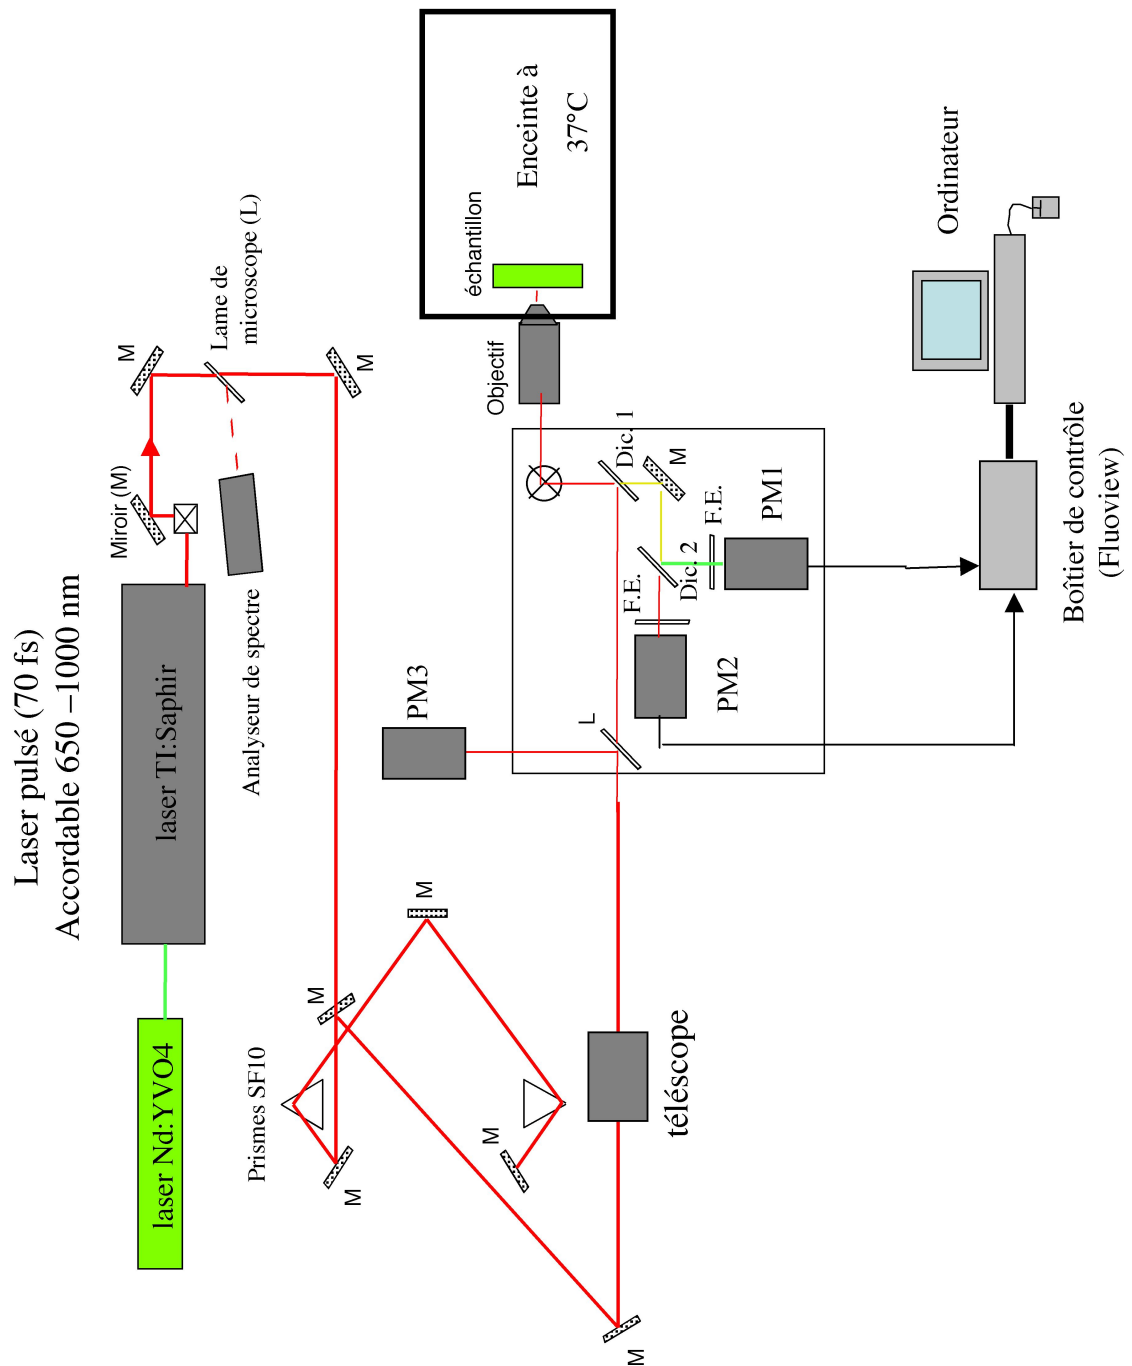 Laser pulsé (70 fs)
Accordable 650 –1000 nm
laser Nd:YVO4
laser TI:Saphir
Miroir (M)
M
Lame de
microscope (L)
Analyseur de spectre
M
M
Prismes SF10
M
M
M
M
téléscope
PM3
L
Objectif
échantillon
Enceinte à
37°C
Dic. 1
M
F.E.
Dic. 2
F.E.
PM1
PM2
Ordinateur
Boîtier de contrôle
(Fluoview)